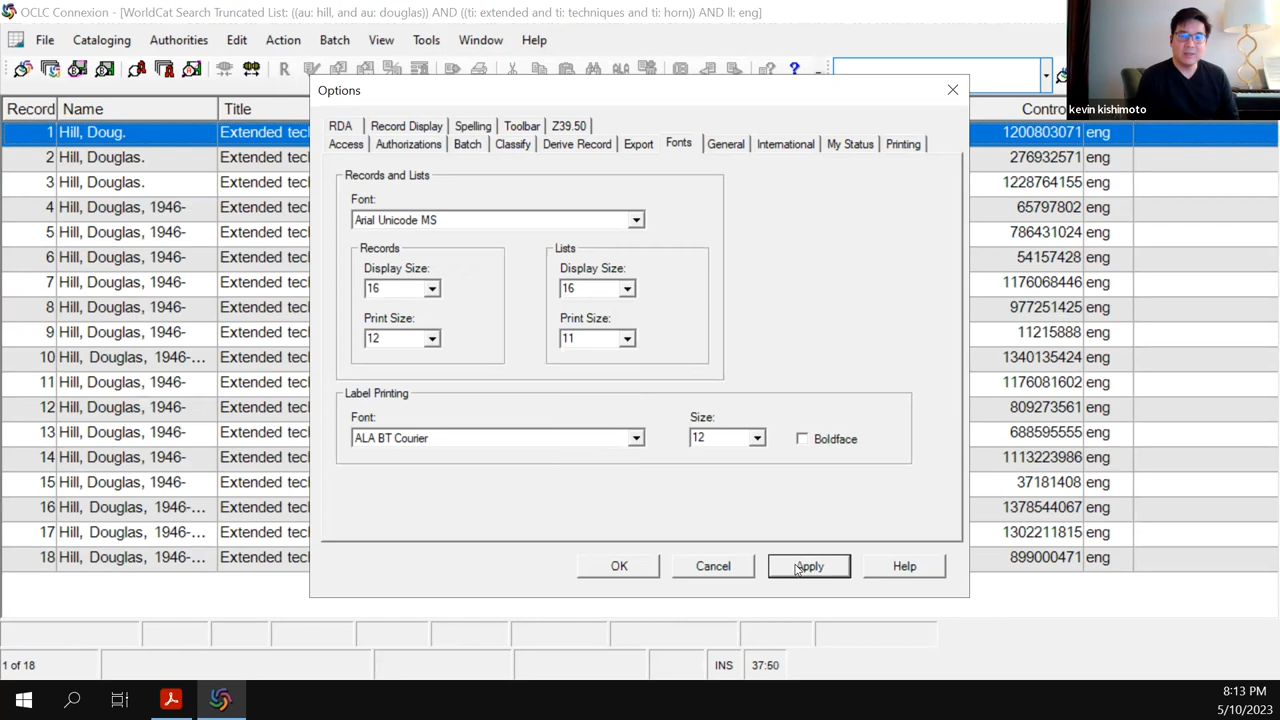 OCLC Connexion - [WorldCat Search Truncated List: ((au: hill, and au: douglas)) AND ((ti: extended and ti: techniques and ti: horn)) AND ll: eng]
File Cataloging Authorities Edit Action Batch View Tools Window Help
R ALA ?
kevin kishimoto
Options
RDA Record Display Spelling Toolbar Z39.50
Access Authorizations Batch Classify Derive Record Export Fonts General International My Status Printing
Records and Lists
Font:
Arial Unicode MS
Records Lists
Display Size: Display Size:
16 16
Print Size: Print Size:
12 11
Label Printing
Font: Size:
ALA BT Courier 12 Boldface
OK Cancel Apply Help
Record Name Title Contro
1 Hill, Doug. Extended tec 1200803071 eng
2 Hill, Douglas. Extended tec 276932571 eng
3 Hill, Douglas. Extended tec 1228764155 eng
4 Hill, Douglas, 1946- Extended tec 65797802 eng
5 Hill, Douglas, 1946- Extended tec 786431024 eng
6 Hill, Douglas, 1946- Extended tec 54157428 eng
7 Hill, Douglas, 1946- Extended tec 1176068446 eng
8 Hill, Douglas, 1946- Extended tec 977251425 eng
9 Hill, Douglas, 1946- Extended tec 11215888 eng
10 Hill, Douglas, 1946-... Extended tec 1340135424 eng
11 Hill, Douglas, 1946- Extended tec 1176081602 eng
12 Hill, Douglas, 1946- Extended tec 809273561 eng
13 Hill, Douglas, 1946- Extended tec 688595555 eng
14 Hill, Douglas, 1946- Extended tec 1113223986 eng
15 Hill, Douglas, 1946- Extended tec 37181408 eng
16 Hill, Douglas, 1946-... Extended tec 1378544067 eng
17 Hill, Douglas, 1946-... Extended tec 1302211815 eng
18 Hill, Douglas, 1946-... Extended tec 899000471 eng
1 of 18 INS 37:50
8:13 PM
5/10/2023